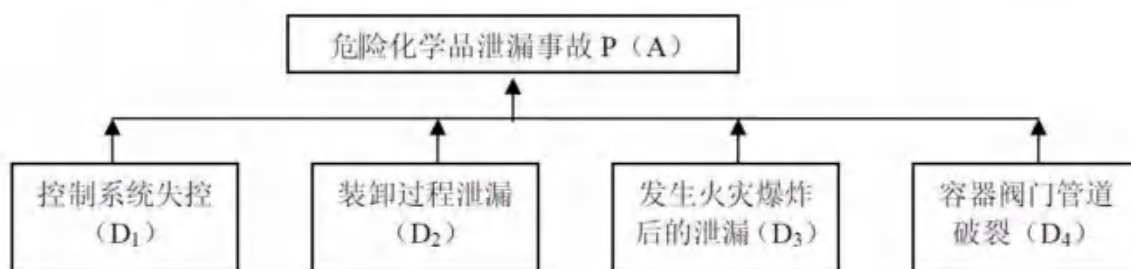 危险化学品泄漏事故 P（A）
控制系统失控
（D₁）
装卸过程泄漏
（D₂）
发生火灾爆炸
后的泄漏（D₃）
容器阀门管道
破裂（D₄）